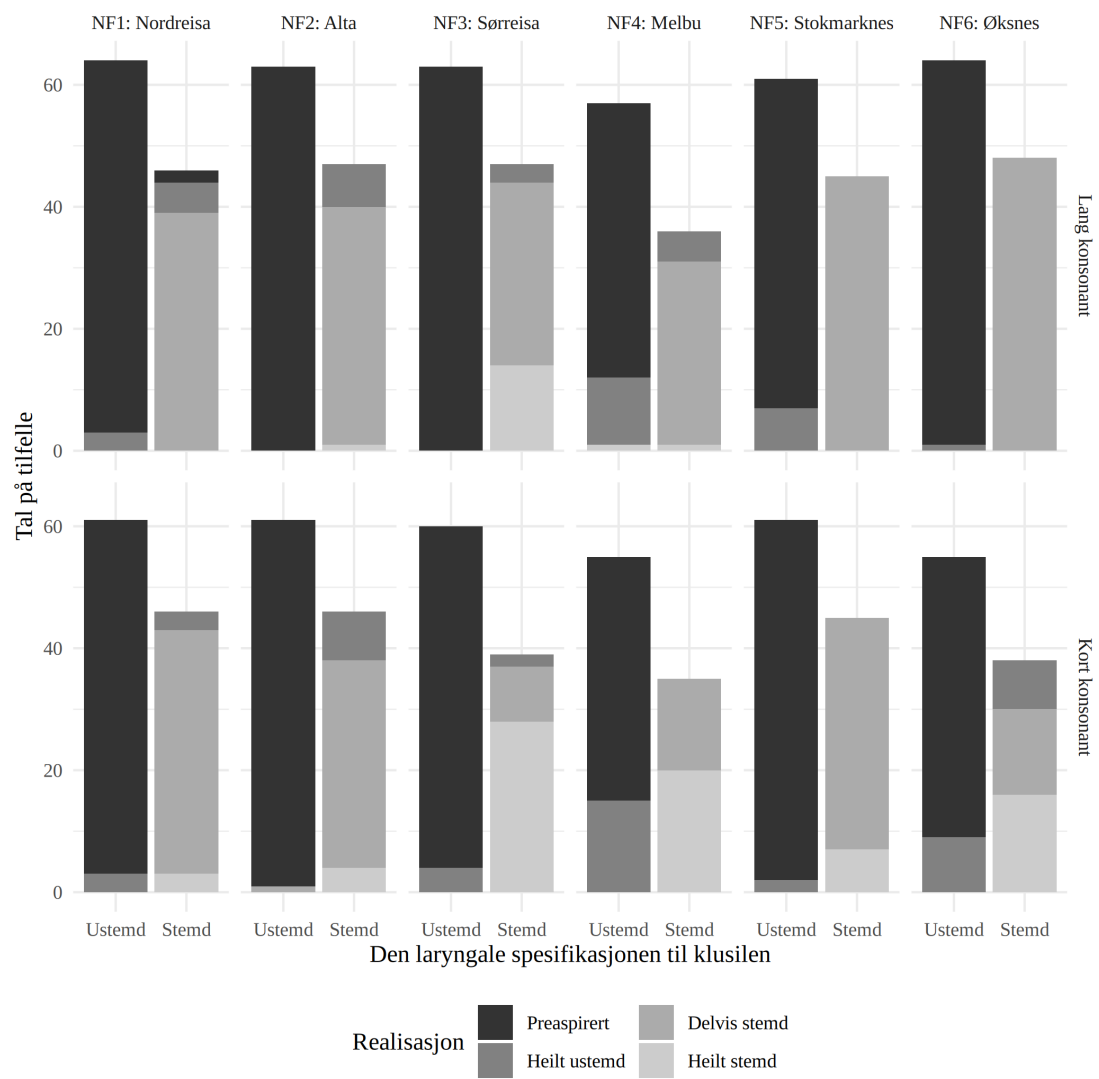 NF1: Nordreisa NF2: Alta NF3: Sørreisa NF4: Melbu NF5: Stokmarknes NF6: Øksnes
60
40
20
0
Lang konsonant
Tal på tilfelle
60
40
20
0
Kort konsonant
Ustemd Stemd Ustemd Stemd Ustemd Stemd Ustemd Stemd Ustemd Stemd Ustemd Stemd
Den laryngale spesifikasjonen til klusilen
Realisasjon
Preaspirert Delvis stemd
Heilt ustemd Heilt stemd